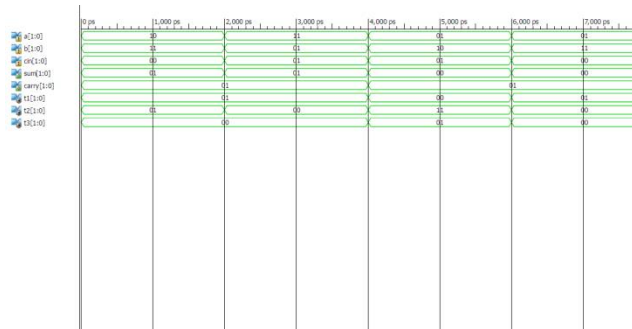 0 ps 1,000 ps 2,000 ps 3,000 ps 4,000 ps 5,000 ps 6,000 ps 7,000 ps
a[1:0] 10 11 01 01
b[1:0] 11 01 10 11
cin[1:0] 00 01 01 00
sum[1:0] 01 01 00 00
carry[1:0] 01 01
t1[1:0] 01 00 01
t2[1:0] 01 00 11 00
t3[1:0] 00 01 00